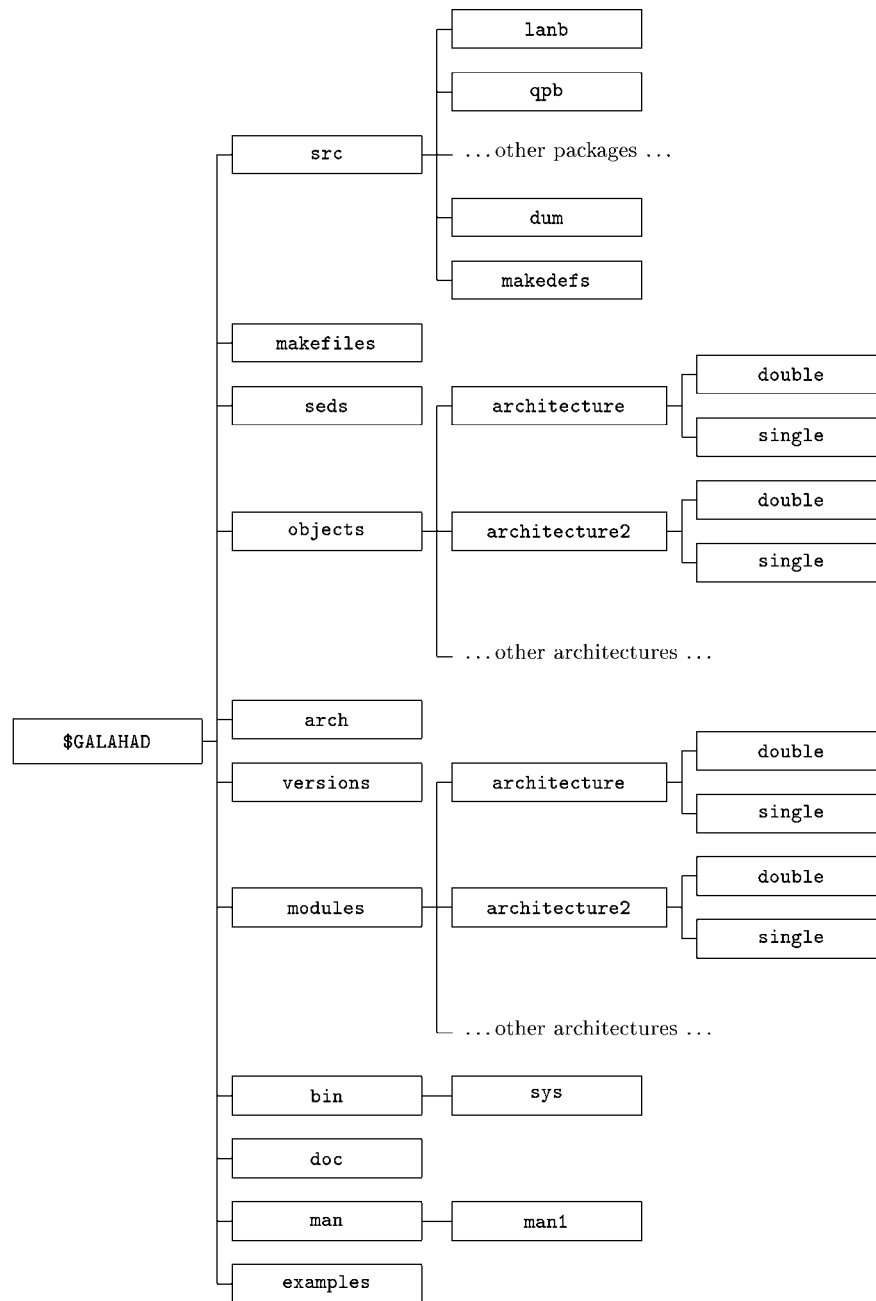 lanb
qpb
src
...other packages ...
dum
makedefs
makefiles
double
seds
architecture
single
double
objects
architecture2
single
...other architectures ...
arch
$GALAHAD
double
versions
architecture
single
double
modules
architecture2
single
...other architectures ...
bin
sys
doc
man
man1
examples